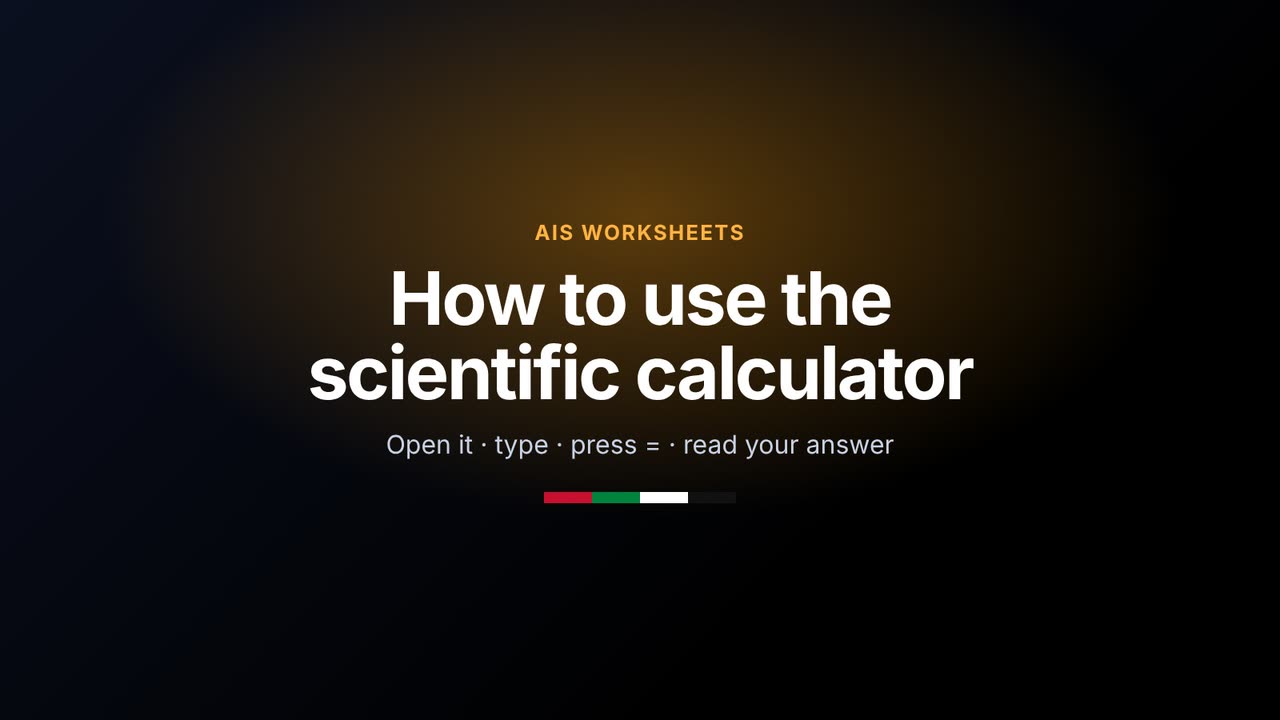 AIS WORKSHEETS
How to use the
scientific calculator
Open it · type · press = · read your answer